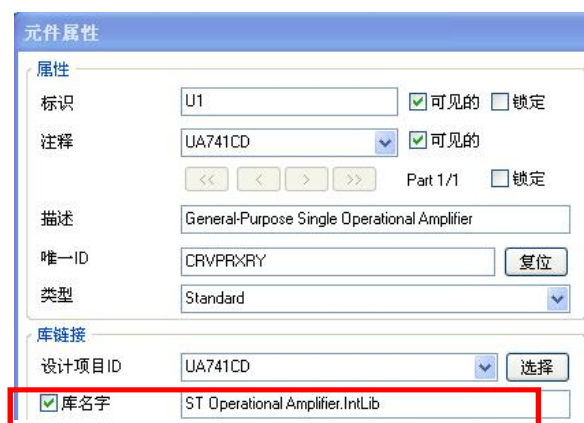 元件属性
属性
标识 U1 可见的 锁定
注释 UA741CD 可见的
<< < > >> Part 1/1 锁定
描述 General-Purpose Single Operational Amplifier
唯一ID CRVPRXRY 复位
类型 Standard
库链接
设计项目ID UA741CD 选择
库名字 ST Operational Amplifier.IntLib